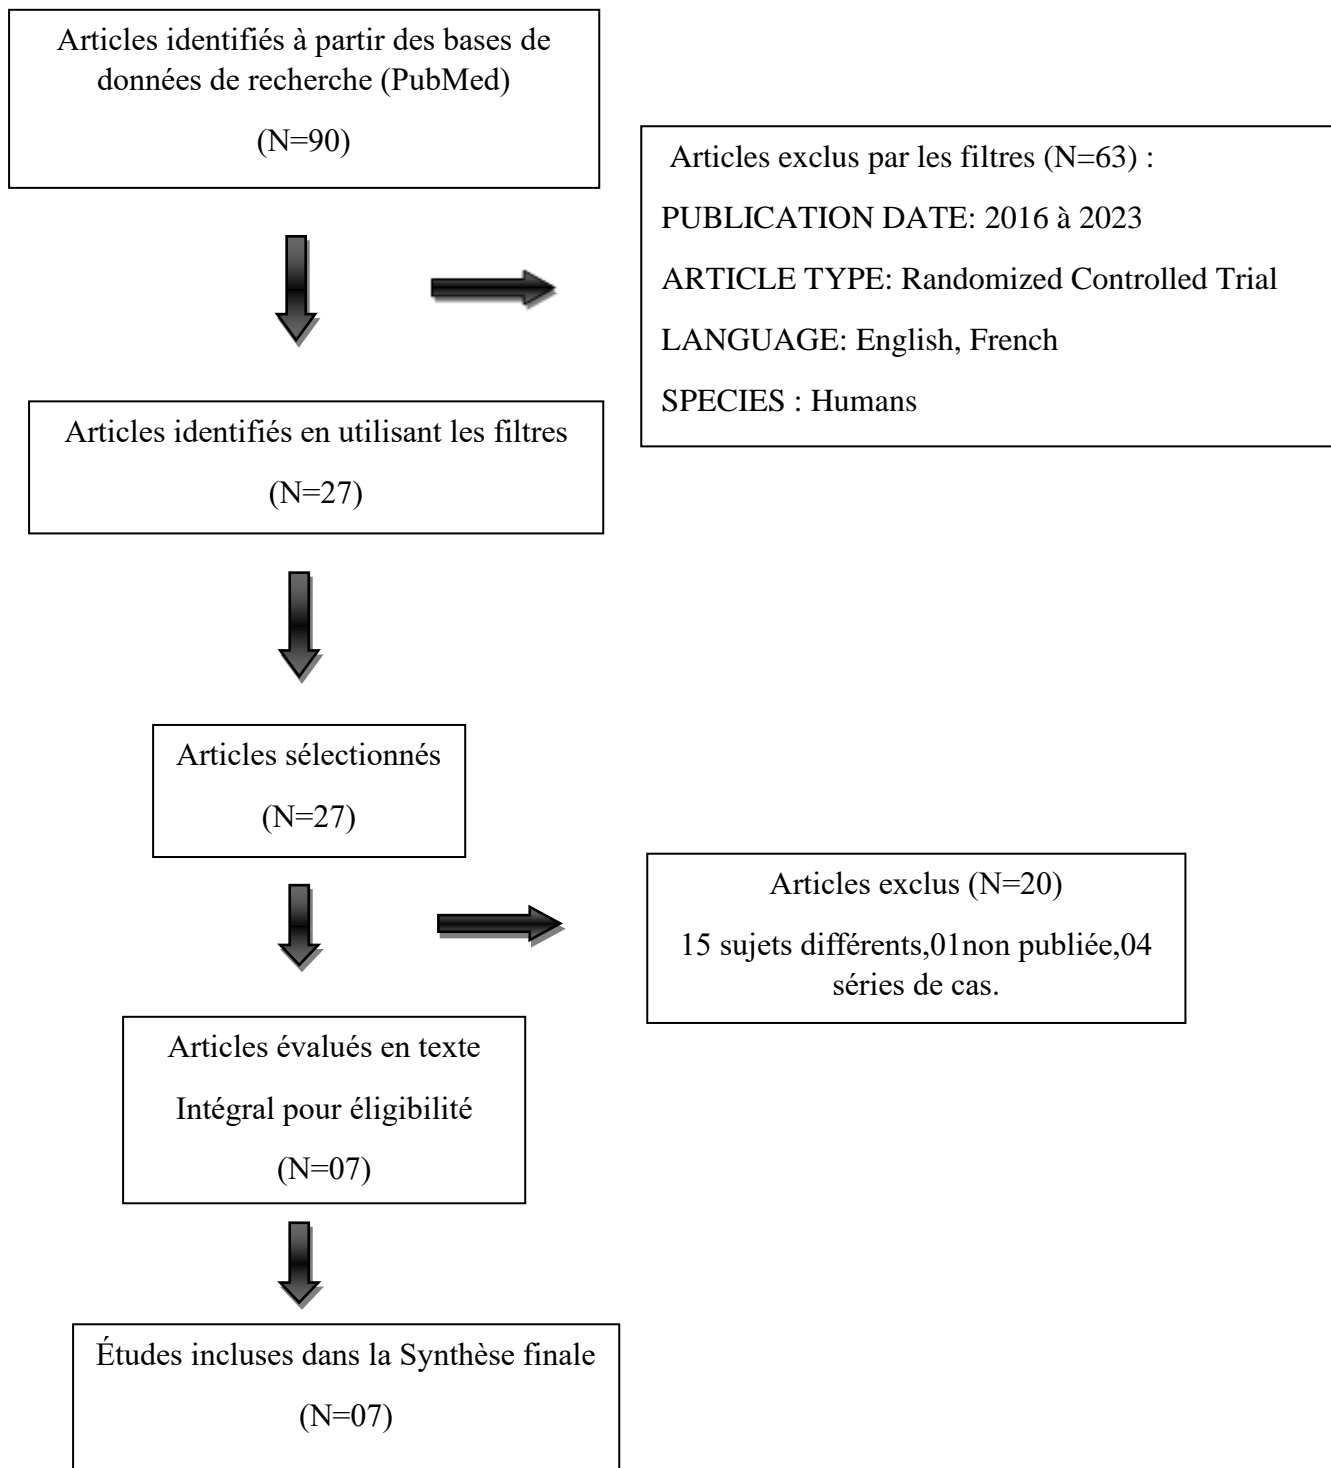 Articles identifiés à partir des bases de
données de recherche (PubMed)
(N=90)
Articles exclus par les filtres (N=63) :
PUBLICATION DATE: 2016 à 2023
ARTICLE TYPE: Randomized Controlled Trial
LANGUAGE: English, French
SPECIES : Humans
Articles identifiés en utilisant les filtres
(N=27)
Articles sélectionnés
(N=27)
Articles exclus (N=20)
15 sujets différents,01non publiée,04
séries de cas.
Articles évalués en texte
Intégral pour éligibilité
(N=07)
Études incluses dans la Synthèse finale
(N=07)